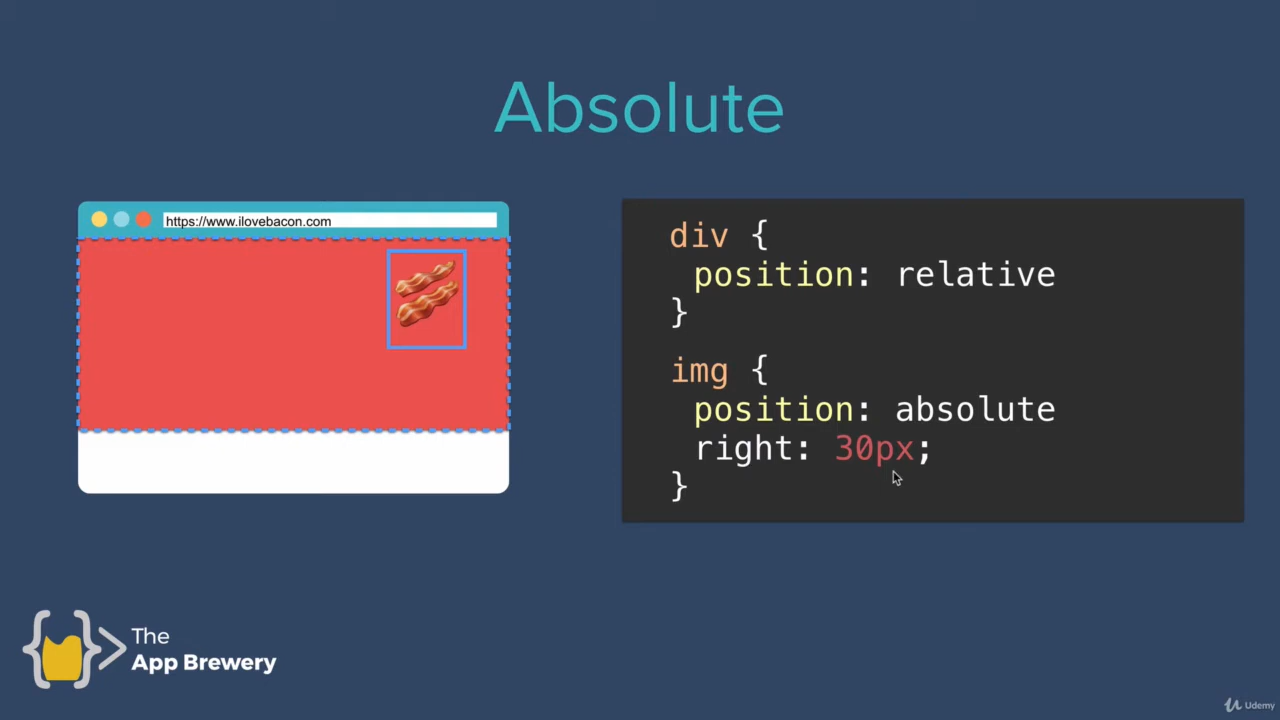 Absolute
https://www.ilovebacon.com
div {
position: relative
}
img {
position: absolute
right: 30px;
}
The
App Brewery
Udemy